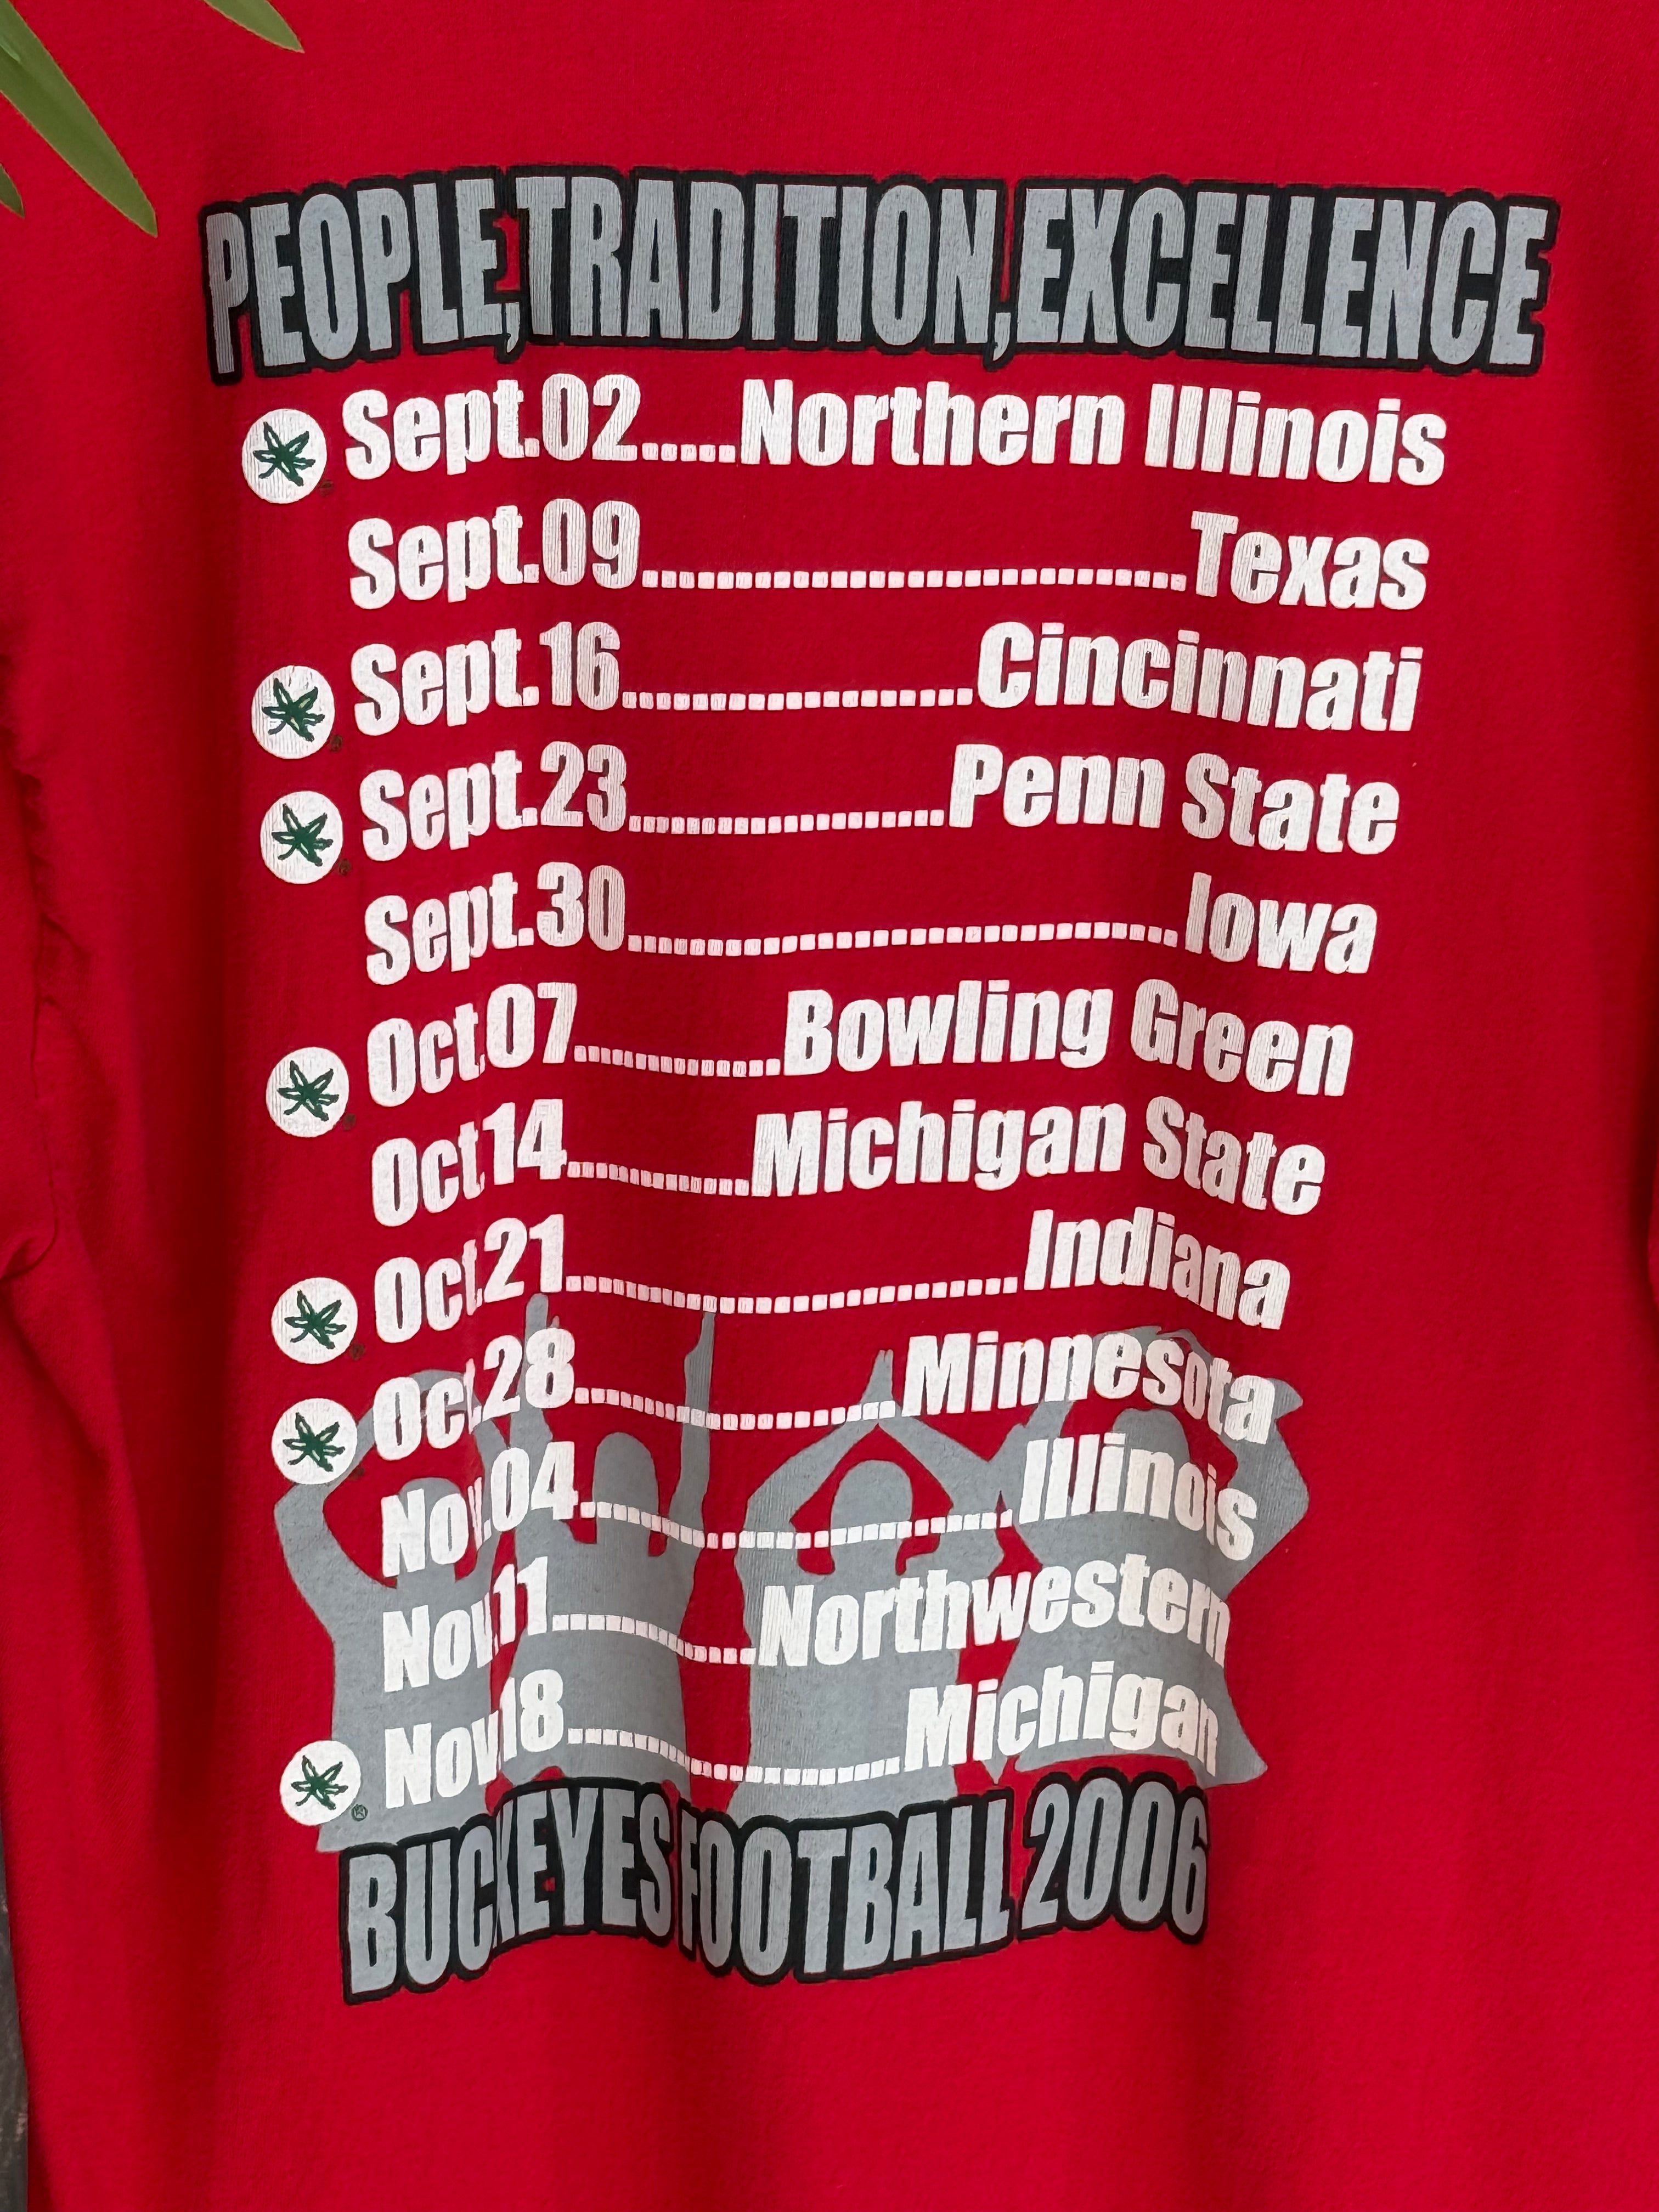 PEOPLE,TRADITION,EXCELLENCE
Sept.02.....Northern Illinois
Sept.09..............................Texas
Sept.16...................Cincinnati
Sept.23.................Penn State
Sept.30..............................Iowa
Oct.07...........Bowling Green
Oct.14..........Michigan State
Oct.21........................Indiana
Oct.28.................Minnesota
Nov.04.......................Illinois
Nov.11...........Northwestern
Nov.18.................Michigan
BUCKEYES FOOTBALL 2006